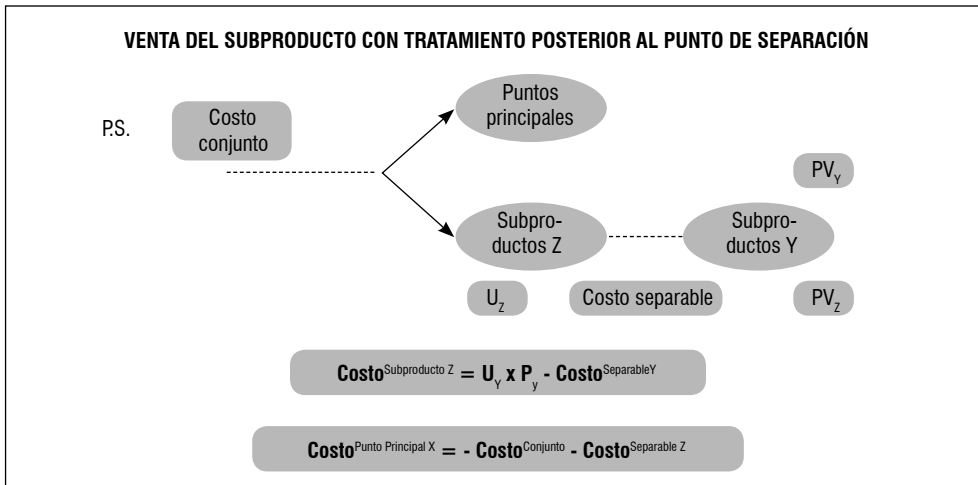 VENTA DEL SUBPRODUCTO CON TRATAMIENTO POSTERIOR AL PUNTO DE SEPARACIÓN
P.S.
Costo
conjunto
Puntos
principales
PV_Y
Subpro-
ductos Z
Subpro-
ductos Y
U_Z
Costo separable
PV_Z
Costo^Subproducto Z = U_Y x P_y - Costo^SeparableY
Costo^Punto Principal X = - Costo^Conjunto - Costo^Separable Z